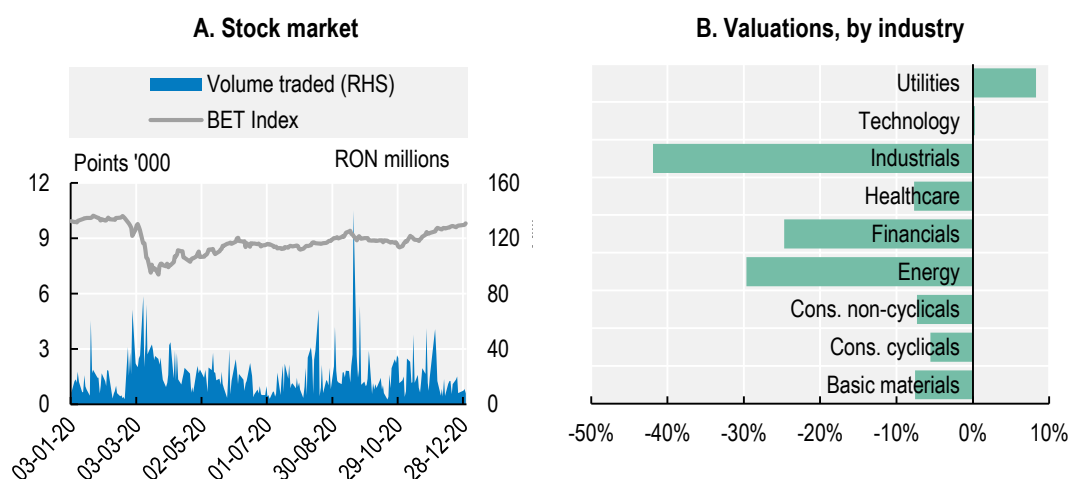 A. Stock market
Volume traded (RHS)
BET Index
Points '000
RON millions
12
9
6
3
0
160
120
80
40
0
03-01-20
03-03-20
02-05-20
01-07-20
30-08-20
29-10-20
28-12-20
B. Valuations, by industry
Utilities
Technology
Industrials
Healthcare
Financials
Energy
Cons. non-cyclicals
Cons. cyclicals
Basic materials
-50%
-40%
-30%
-20%
-10%
0%
10%